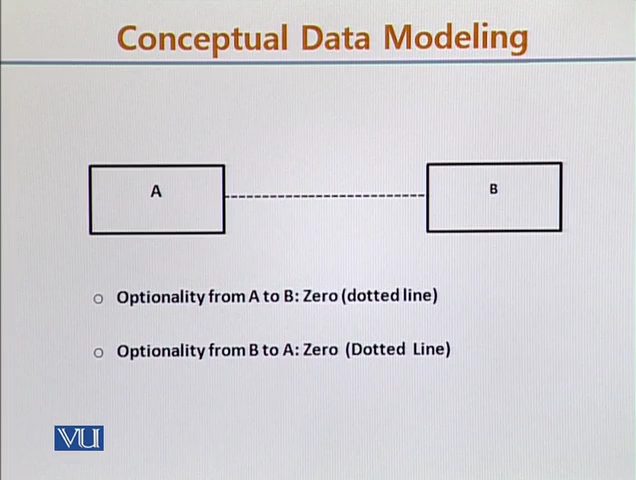 Conceptual Data Modeling
A
B
Optionality from A to B: Zero (dotted line)
Optionality from B to A: Zero (Dotted Line)
VU